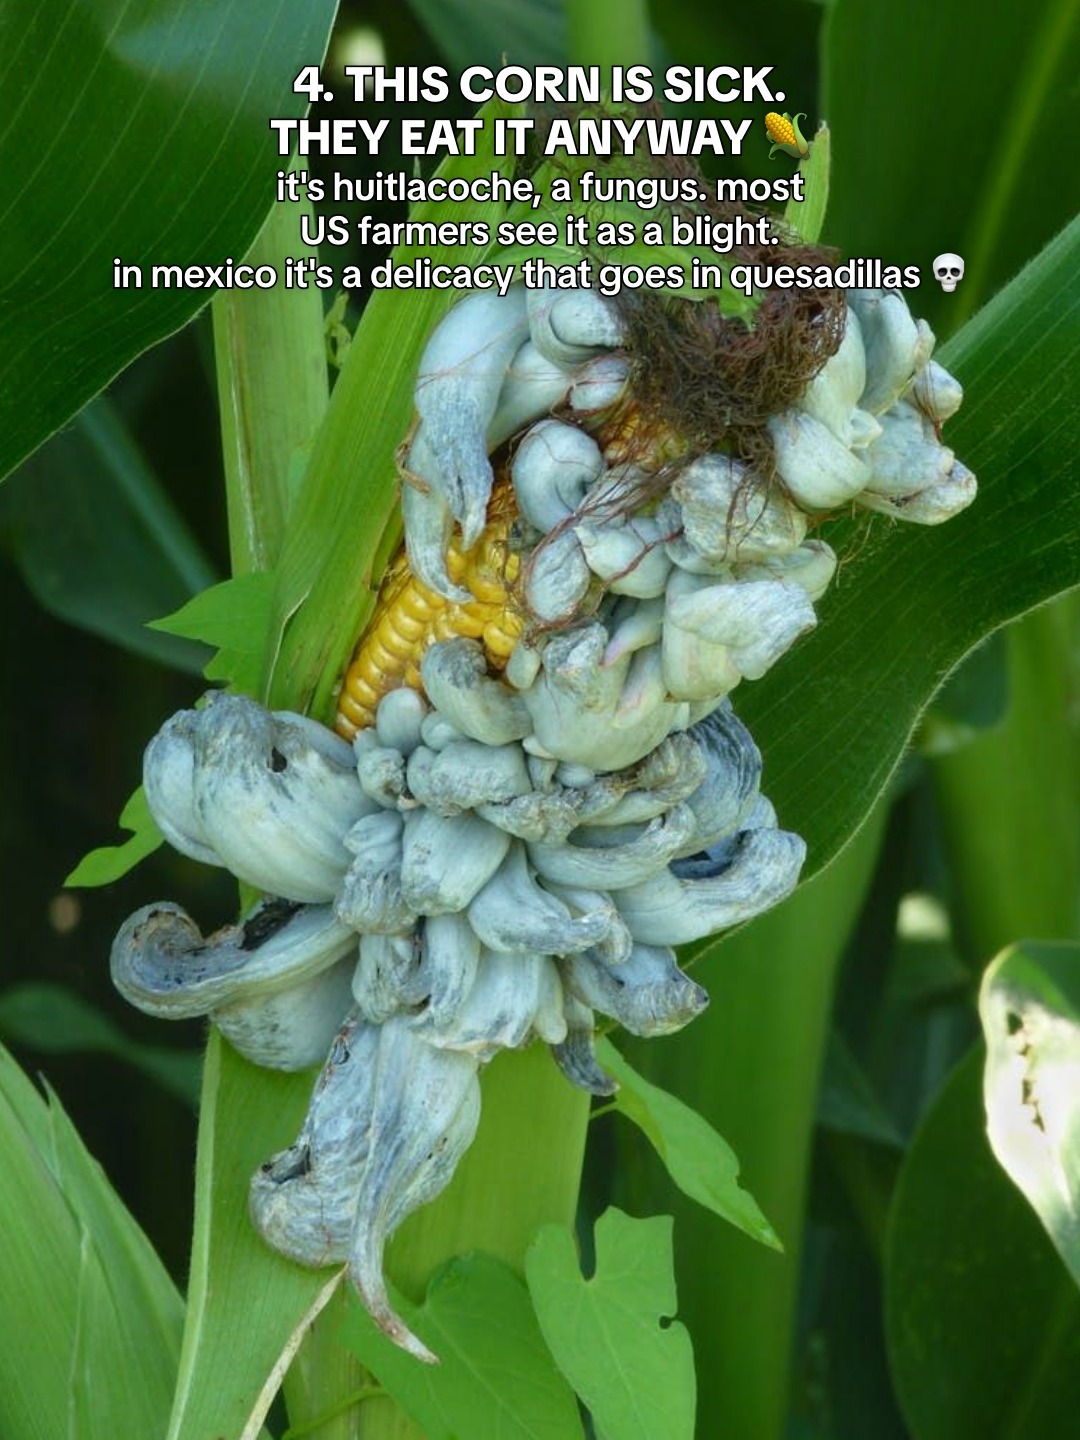 4. THIS CORN IS SICK.
THEY EAT IT ANYWAY 🌽
it's huitlacoche, a fungus. most
US farmers see it as a blight.
in mexico it's a delicacy that goes in quesadillas 💀